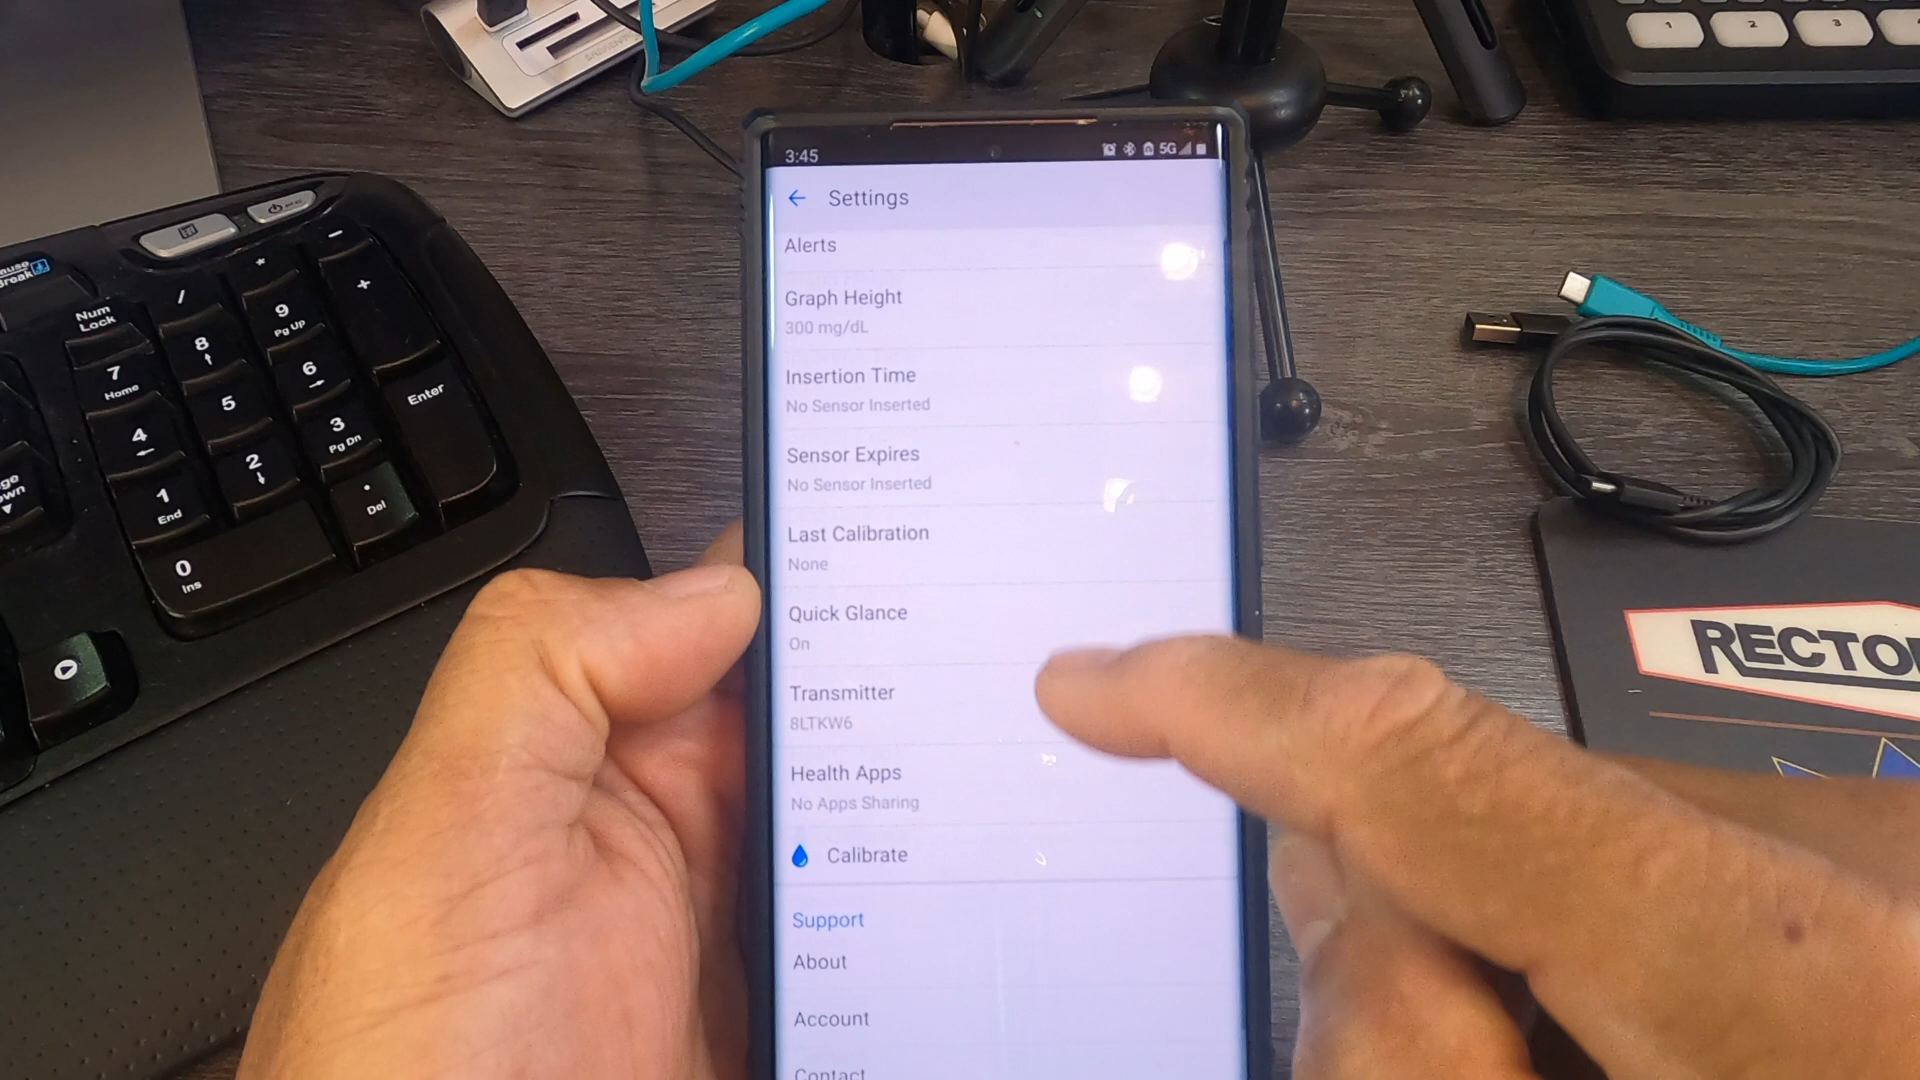 3:45
5G
Settings
Alerts
Graph Height
300 mg/dL
Insertion Time
No Sensor Inserted
Sensor Expires
No Sensor Inserted
Last Calibration
None
Quick Glance
On
Transmitter
8LTKW6
Health Apps
No Apps Sharing
Calibrate
Support
About
Account
Contact
Break
Num
Lock
/
*
-
7
Home
8
9
Pg Up
+
4
5
6
1
End
2
3
Pg Dn
Enter
0
Ins
.
Del
1
2
3